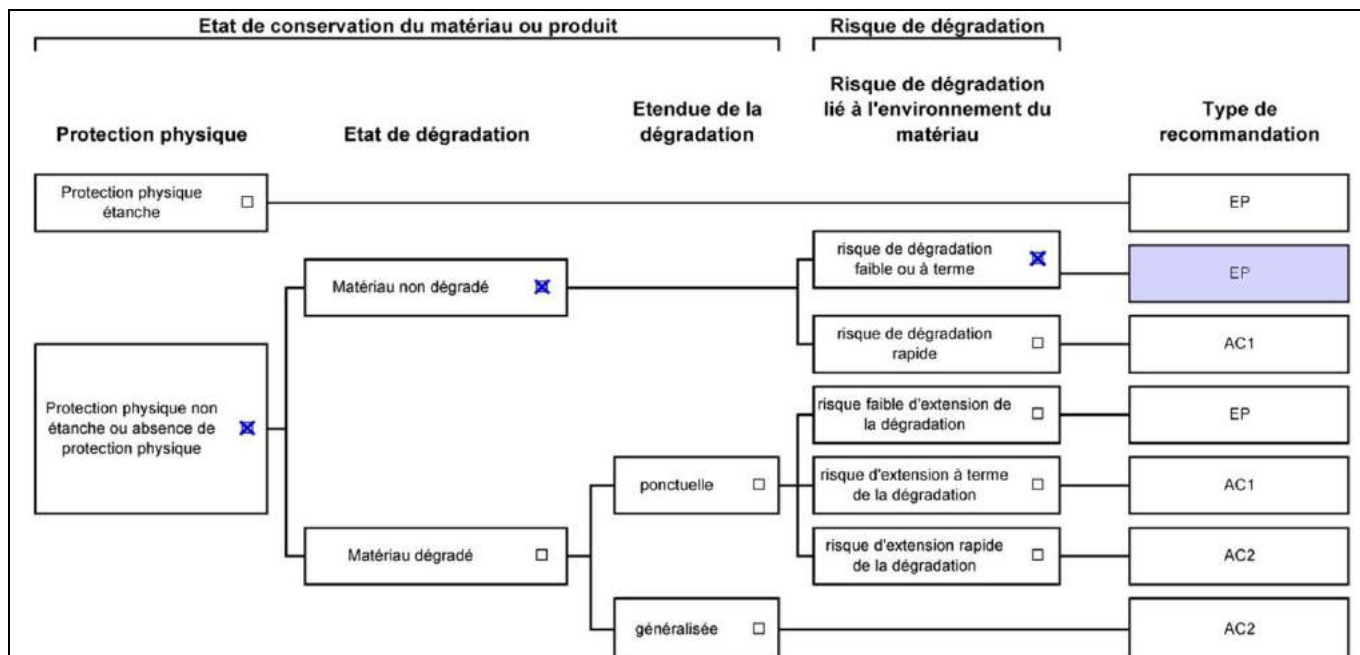 Etat de conservation du matériau ou produit
Risque de dégradation
Protection physique
Etat de dégradation
Etendue de la
dégradation
Risque de dégradation
lié à l'environnement du
matériau
Type de
recommandation
Protection physique
étanche
EP
risque de dégradation
faible ou à terme
EP
Matériau non dégradé
risque de dégradation
rapide
AC1
Protection physique non
étanche ou absence de
protection physique
risque faible d'extension de
la dégradation
EP
ponctuelle
risque d'extension à terme
de la dégradation
AC1
Matériau dégradé
risque d'extension rapide
de la dégradation
AC2
généralisée
AC2